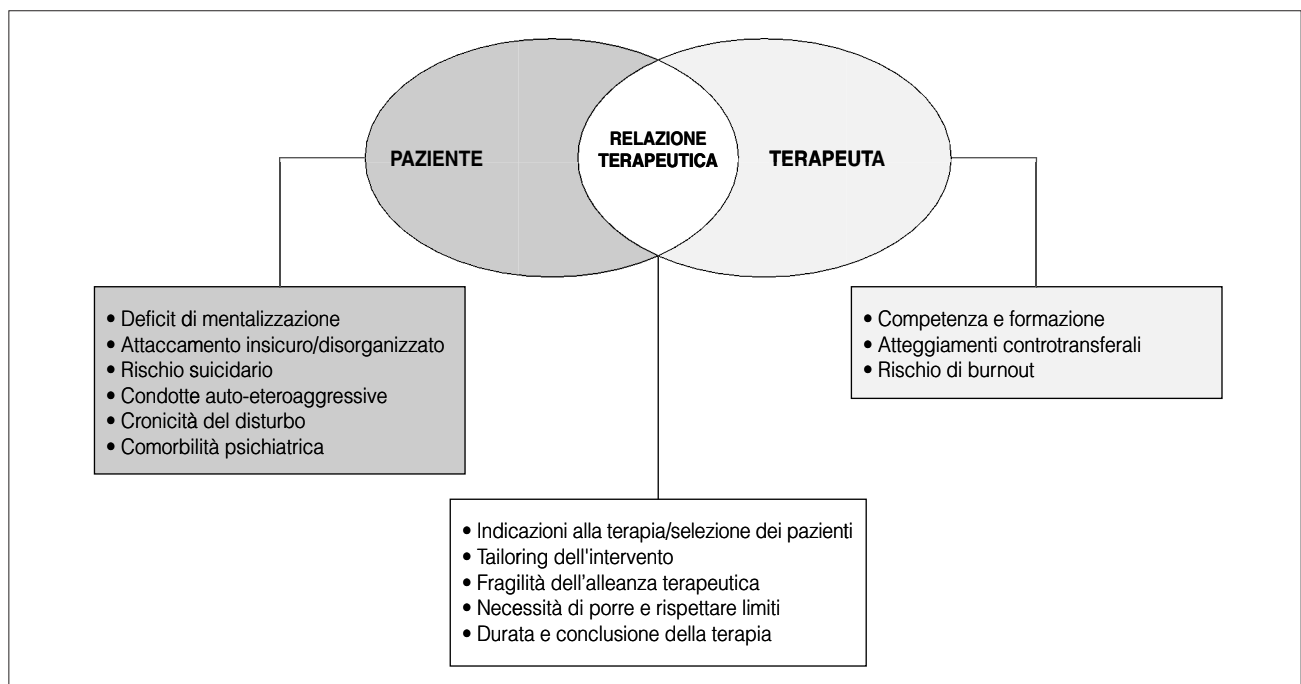 PAZIENTE
RELAZIONE
TERAPEUTICA
TERAPEUTA
• Deficit di mentalizzazione
• Attaccamento insicuro/disorganizzato
• Rischio suicidario
• Condotte auto-eteroaggressive
• Cronicità del disturbo
• Comorbilità psichiatrica
• Competenza e formazione
• Atteggiamenti controtransferali
• Rischio di burnout
• Indicazioni alla terapia/selezione dei pazienti
• Tailoring dell'intervento
• Fragilità dell'alleanza terapeutica
• Necessità di porre e rispettare limiti
• Durata e conclusione della terapia